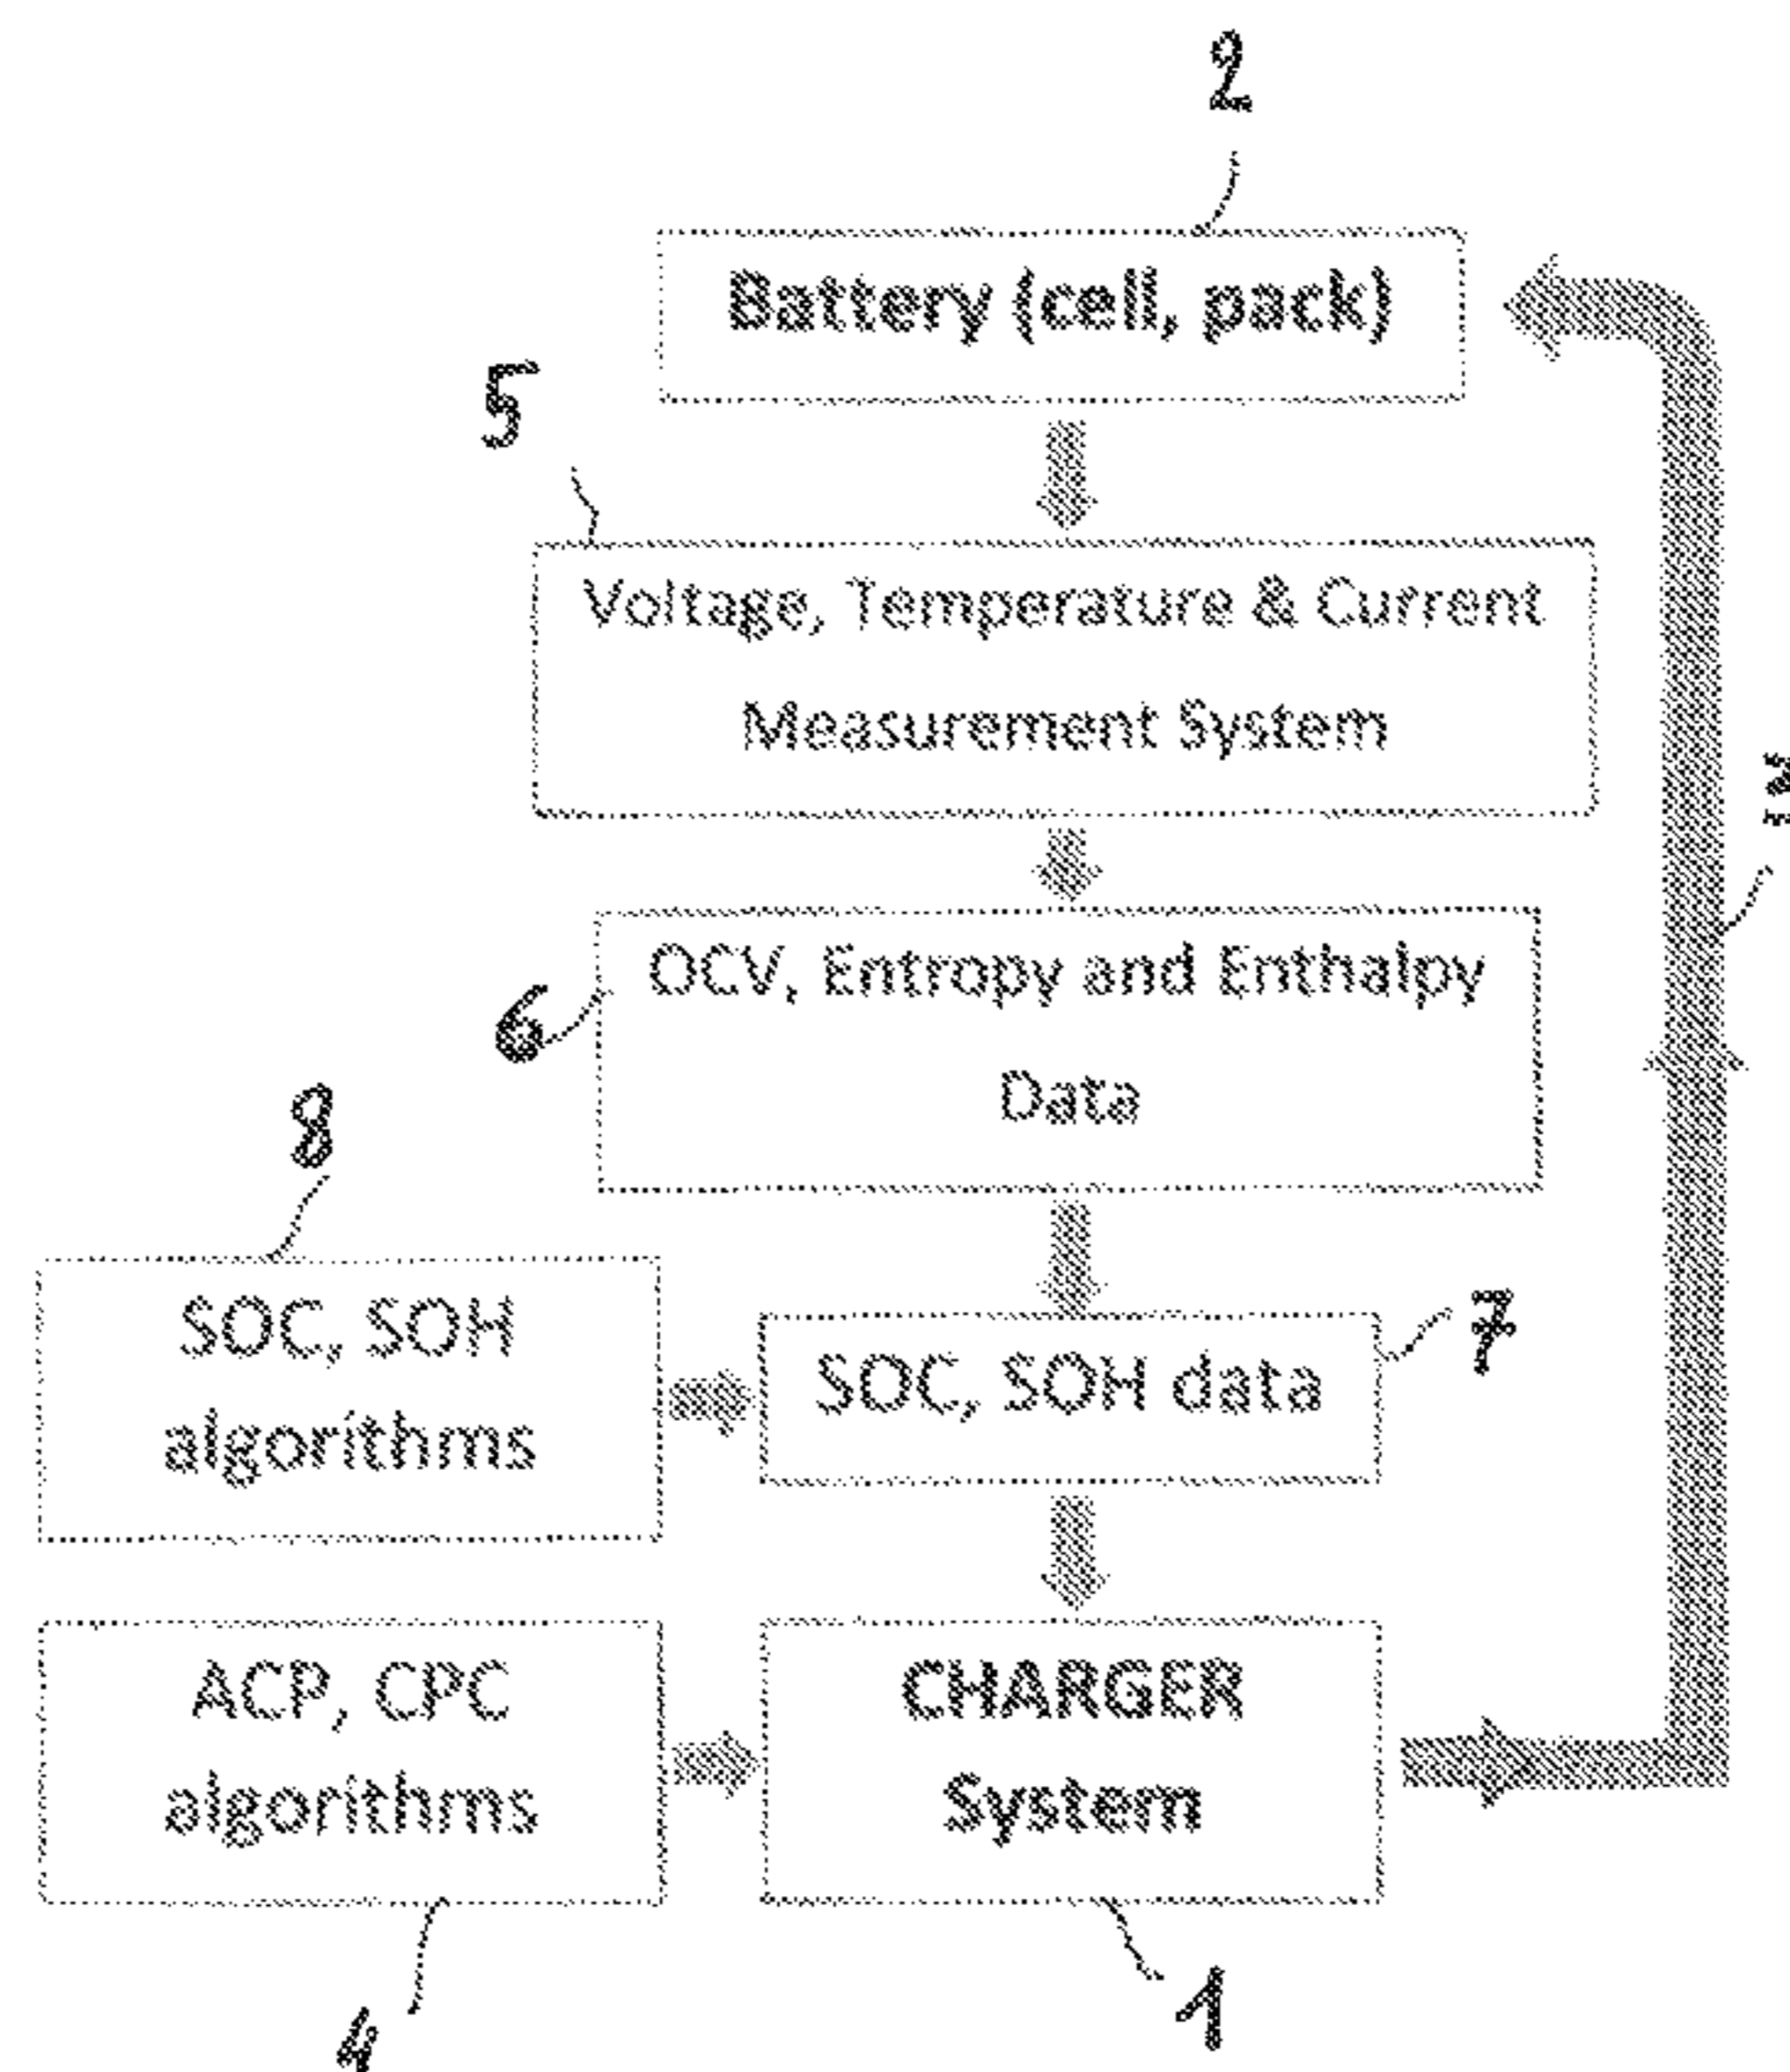 2
Battery (cell, pack)
5
Voltage, Temperature & Current
Measurement System
6
OCV, Entropy and Enthalpy
Data
8
SOC, SOH
algorithms
SOC, SOH data
7
ACP, CPC
algorithms
CHARGER
System
4
1